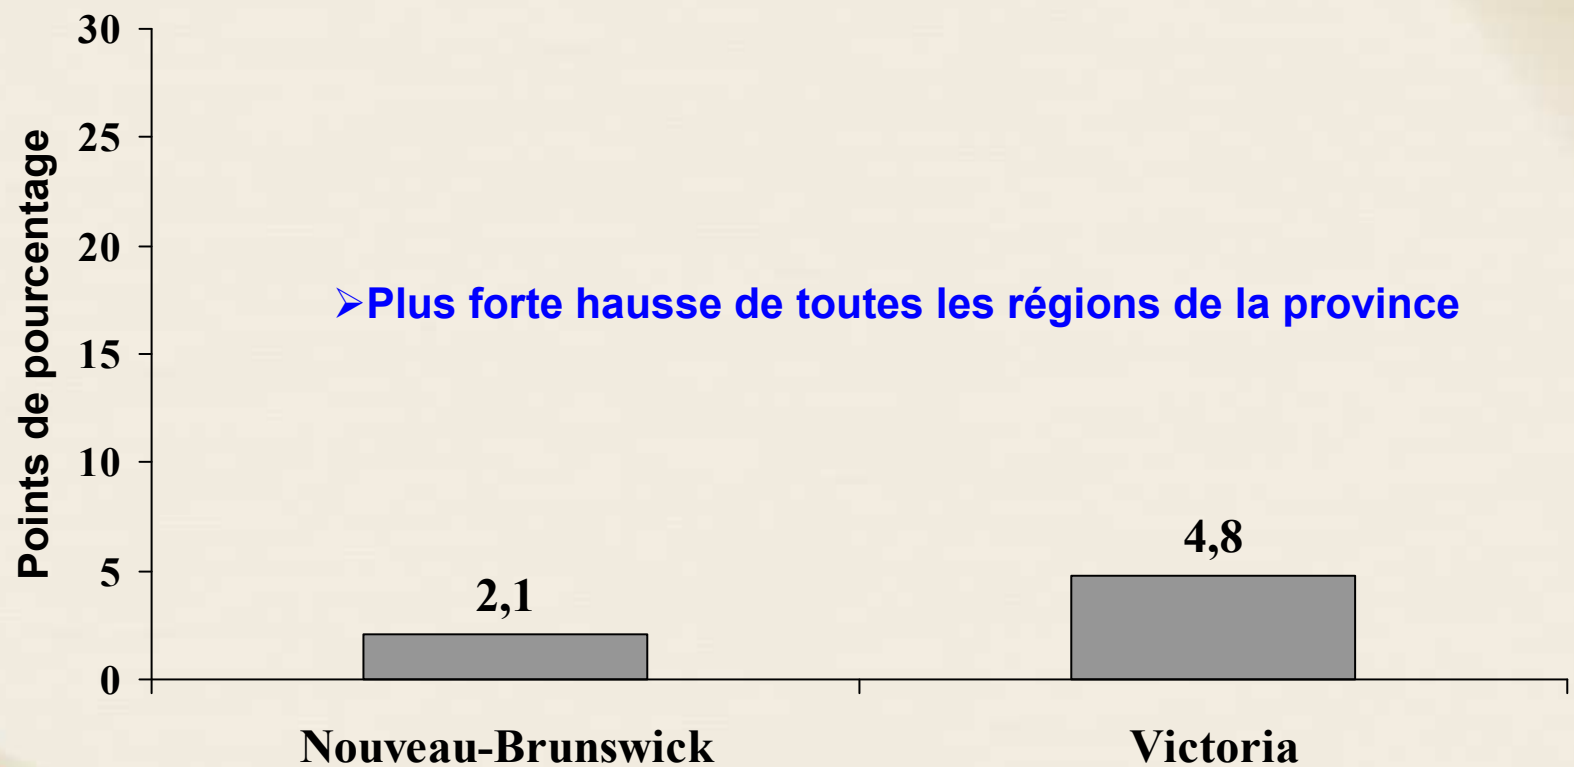 Points de pourcentage
30
25
20
15
10
5
0
➢Plus forte hausse de toutes les régions de la province
2,1
4,8
Nouveau-Brunswick
Victoria